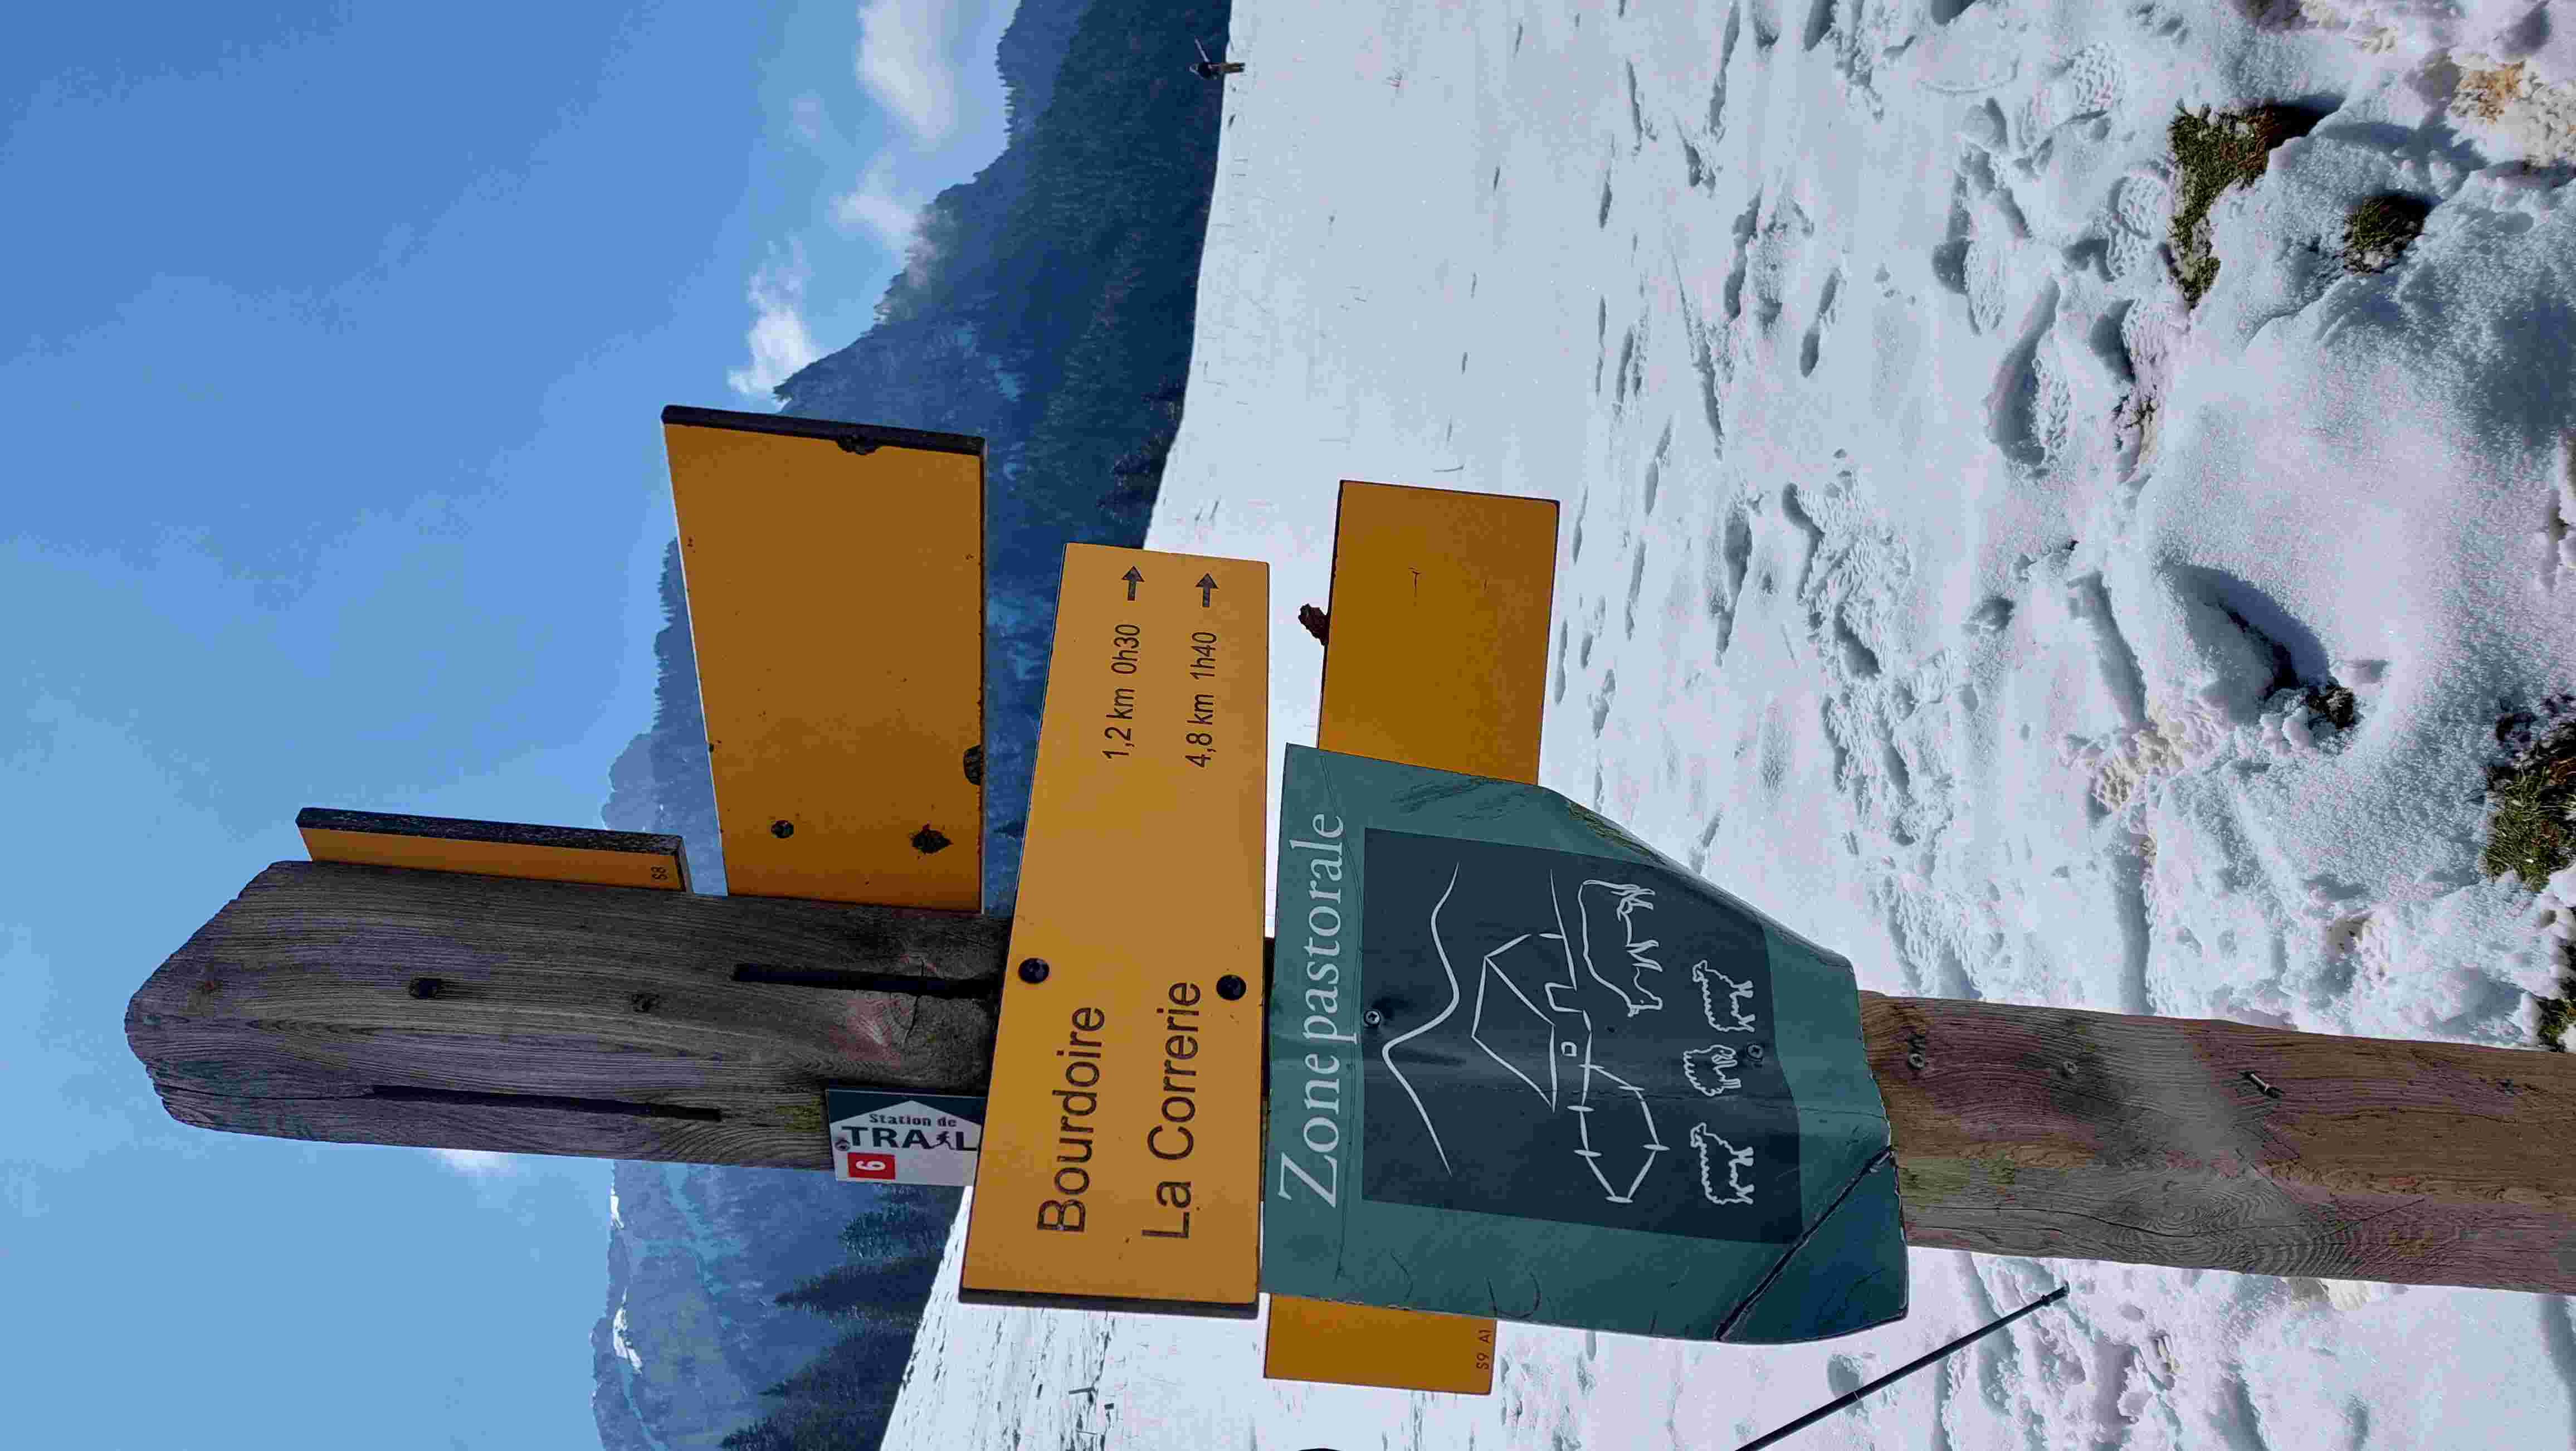 S8
6
Station de
TRAIL
Bourdoire
1,2 km 0h30
La Correrie
4,8 km 1h40
Zone pastorale
S9 A1